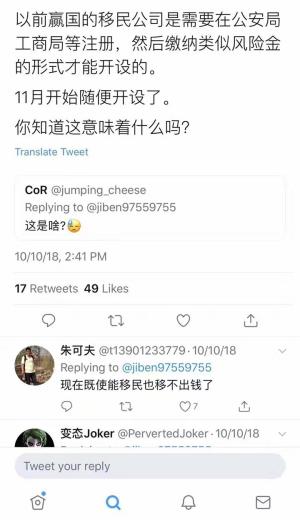 以前赢国的移民公司是需要在公安局
工商局等注册，然后缴纳类似风险金
的形式才能开设的。
11月开始随便开设了。
你知道这意味着什么吗?
Translate Tweet
CoR @jumping_cheese
Replying to @jiben97559755
这是啥?😓
10/10/18, 2:41 PM
17 Retweets 49 Likes
朱可夫 @t13901233779 · 10/10/18
Replying to @jiben97559755
现在既使能移民也移不出钱了
7
变态Joker @PervertedJoker · 10/10/18
Tweet your reply